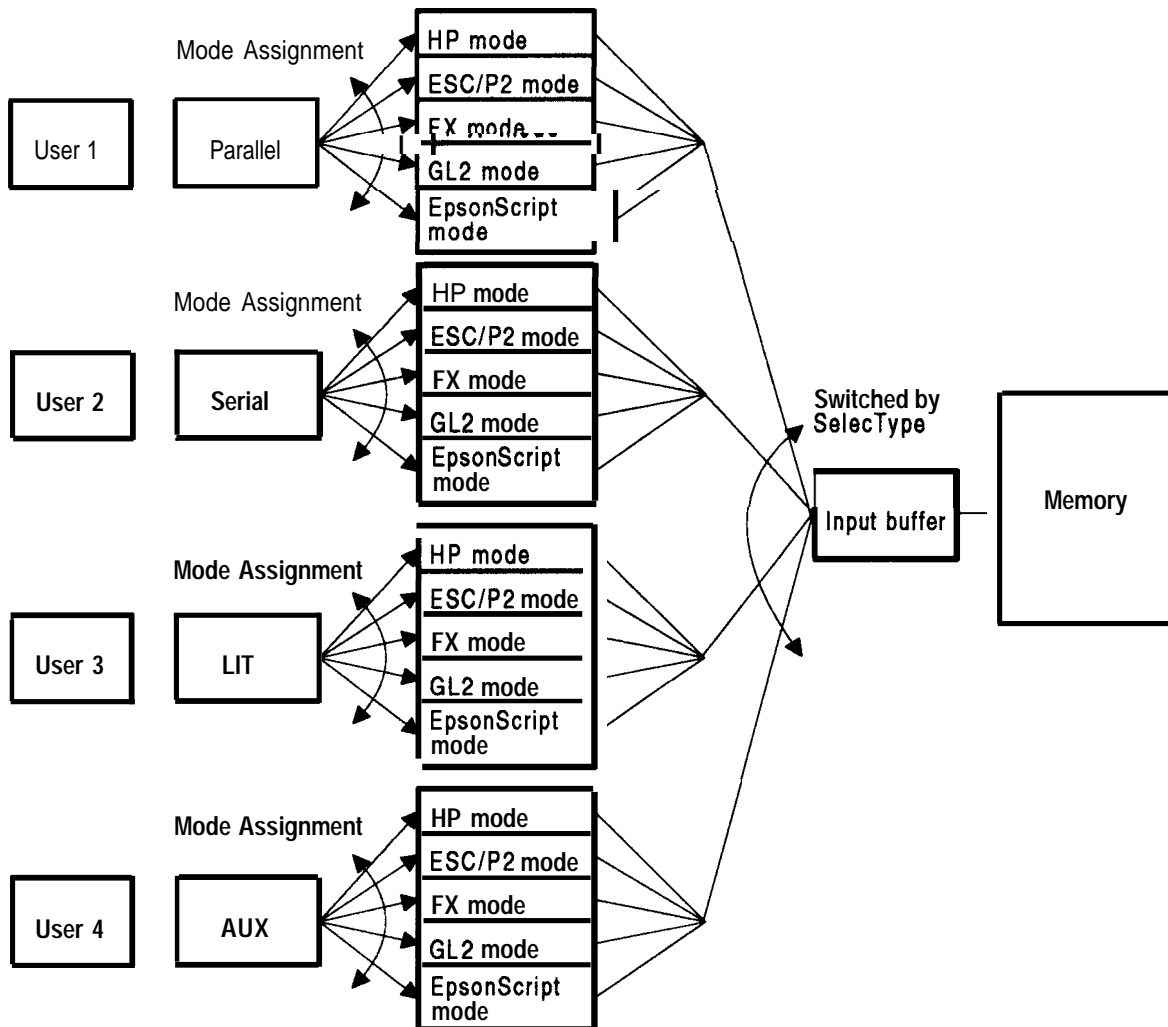 Mode Assignment
HP mode
ESC/P2 mode
FX mode
GL2 mode
EpsonScript
mode
User 1
Parallel
Mode Assignment
HP mode
ESC/P2 mode
FX mode
GL2 mode
EpsonScript
mode
User 2
Serial
Switched by
SelecType
Input buffer
Memory
Mode Assignment
HP mode
ESC/P2 mode
FX mode
GL2 mode
EpsonScript
mode
User 3
LIT
Mode Assignment
HP mode
ESC/P2 mode
FX mode
GL2 mode
EpsonScript
mode
User 4
AUX